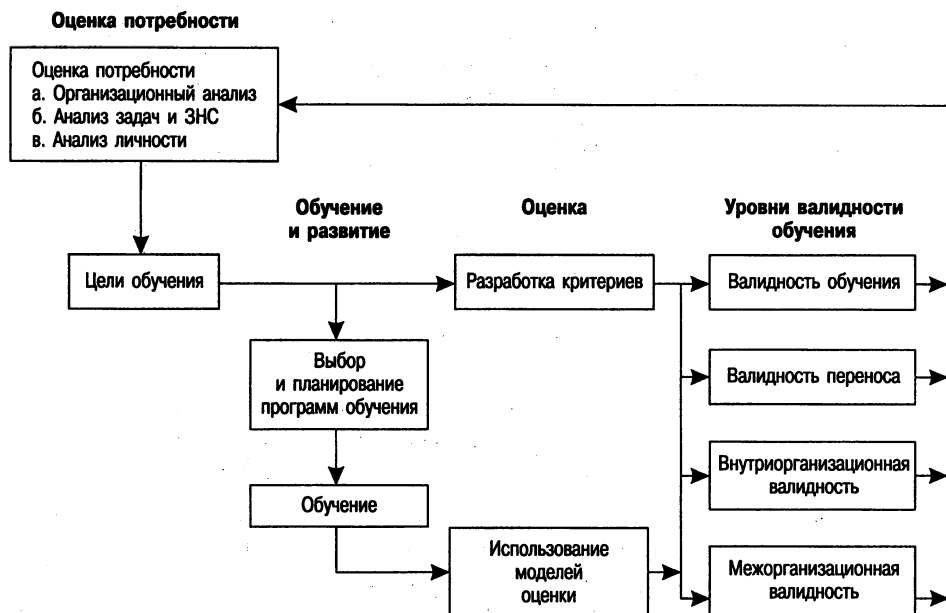 Оценка потребности
Оценка потребности
а. Организационный анализ
б. Анализ задач и ЗНС
в. Анализ личности
Обучение
и развитие
Оценка
Уровни валидности
обучения
Цели обучения
Разработка критериев
Валидность обучения
Выбор
и планирование
программ обучения
Валидность переноса
Обучение
Внутриорганизационная
валидность
Использование
моделей
оценки
Межорганизационная
валидность